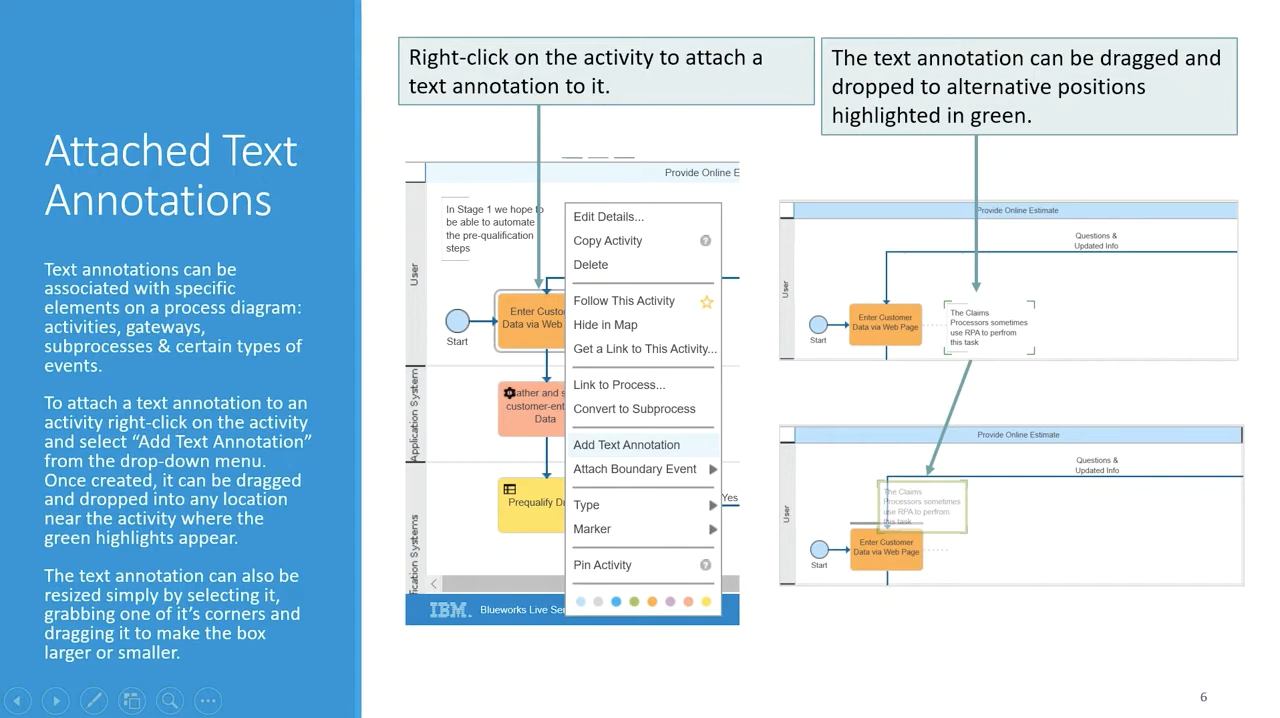 Attached Text
Annotations
Text annotations can be
associated with specific
elements on a process diagram:
activities, gateways,
subprocesses & certain types of
events.
To attach a text annotation to an
activity right-click on the activity
and select “Add Text Annotation”
from the drop-down menu.
Once created, it can be dragged
and dropped into any location
near the activity where the
green highlights appear.
The text annotation can also be
resized simply by selecting it,
grabbing one of it’s corners and
dragging it to make the box
larger or smaller.
Right-click on the activity to attach a
text annotation to it.
Provide Online E
User
In Stage 1 we hope to
be able to automate
the pre-qualification
steps
Start
Enter Custo
Data via Web
Application System
ather and s
customer-ent
Data
fication Systems
Prequalify D
Yes
IBM.
Blueworks Live Ser
Edit Details...
Copy Activity
Delete
Follow This Activity
Hide in Map
Get a Link to This Activity...
Link to Process...
Convert to Subprocess
Add Text Annotation
Attach Boundary Event
Type
Marker
Pin Activity
The text annotation can be dragged and
dropped to alternative positions
highlighted in green.
Provide Online Estimate
Questions &
Updated Info
User
Start
Enter Customer
Data via Web Page
The Claims
Processors sometimes
use RPA to perfrom
this task
Provide Online Estimate
Questions &
Updated Info
User
The Claims
Processors sometimes
use RPA to perfrom
this task
Start
Enter Customer
Data via Web Page
6